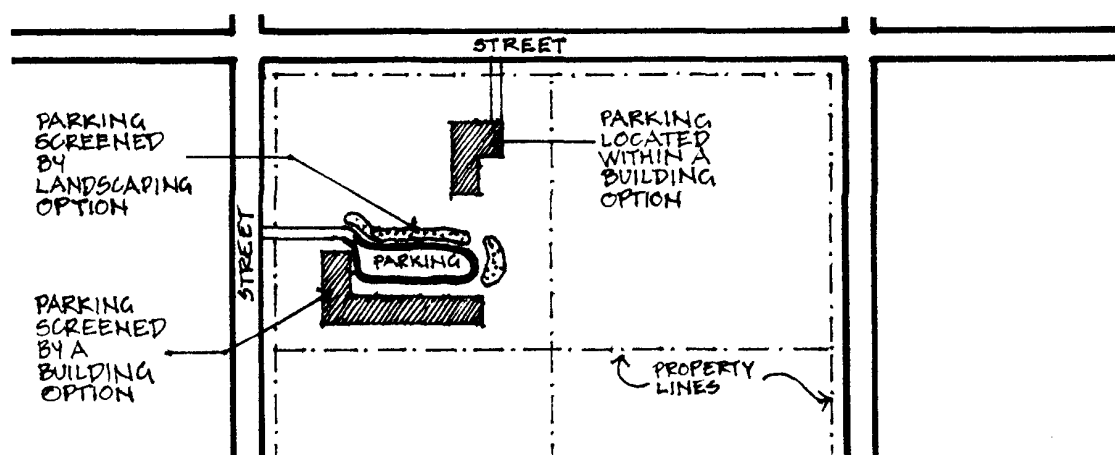 STREET
PARKING
SCREENED
BY
LANDSCAPING
OPTION
PARKING
LOCATED
WITHIN A
BUILDING
OPTION
STREET
PARKING
PARKING
SCREENED
BY A
BUILDING
OPTION
PROPERTY
LINES